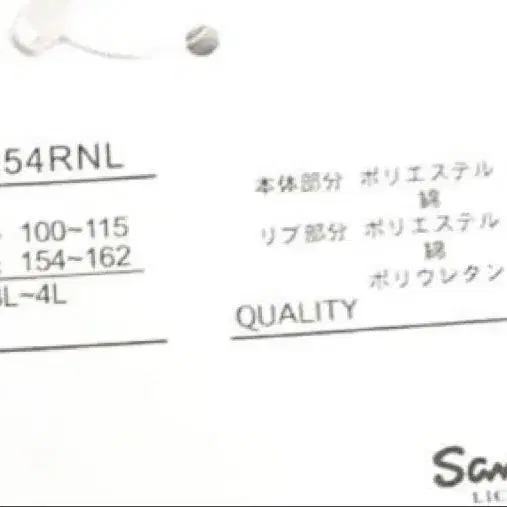 54RNL
100~115
154~162
L~4L
本体部分 ポリエステル
綿
リブ部分 ポリエステル
綿
ポリウレタン
QUALITY
San
LIC